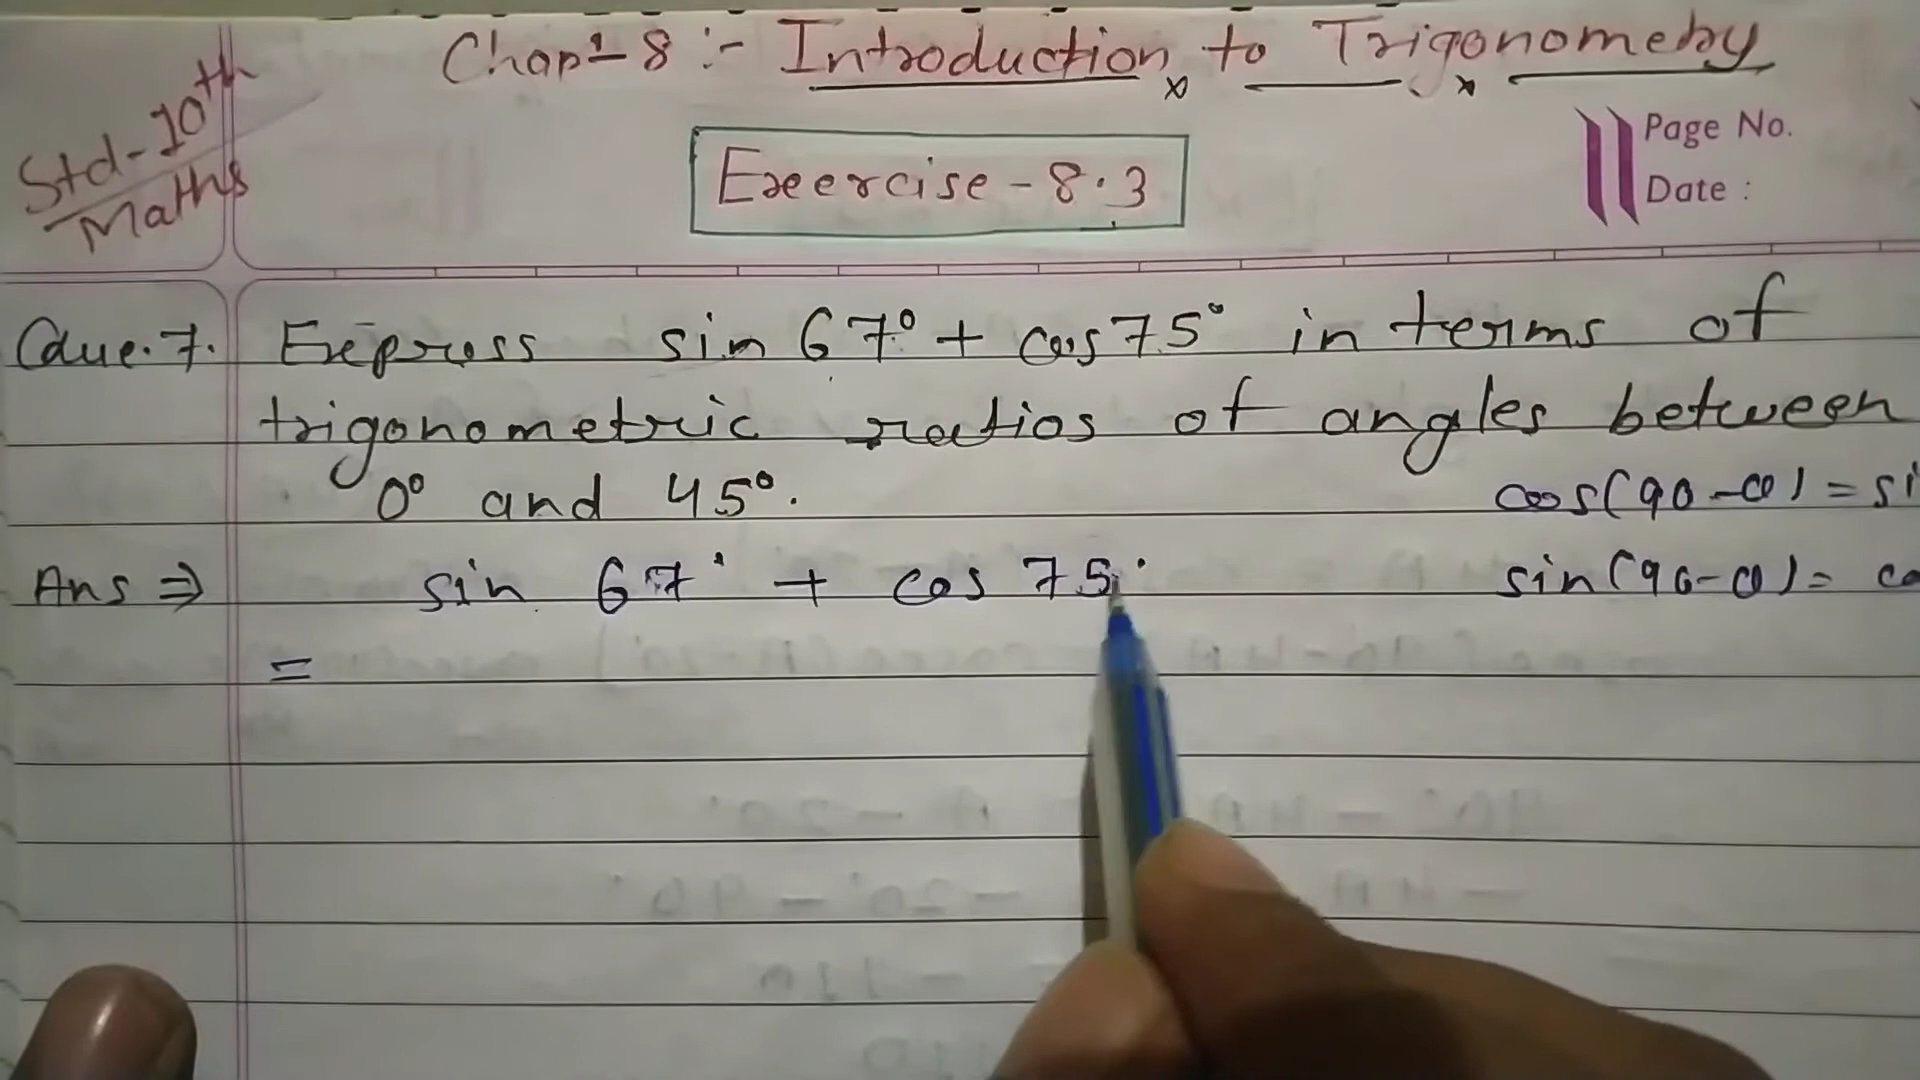 Chap-8 :- Introduction to Trigonometry
Std-10th
Maths
Exercise - 8.3
Page No.
Date :
Que.7. Express sin 67° + cos 75° in terms of
trigonometric ratios of angles between
0° and 45°.
cos(90-θ) = si
Ans ⇒ sin 67° + cos 75°
sin(90-θ) = co
=